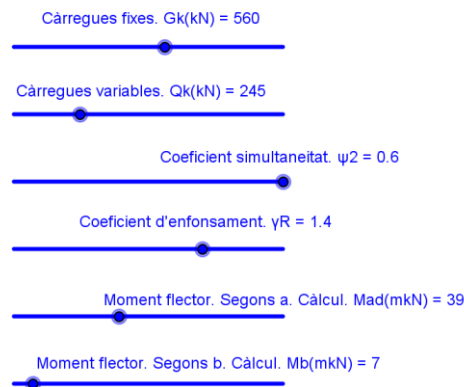 Càrregues fixes. Gk(kN) = 560
Càrregues variables. Qk(kN) = 245
Coeficient simultaneitat. ψ2 = 0.6
Coeficient d'enfonsament. γR = 1.4
Moment flector. Segons a. Càlcul. Mad(mkN) = 39
Moment flector. Segons b. Càlcul. Mb(mkN) = 7